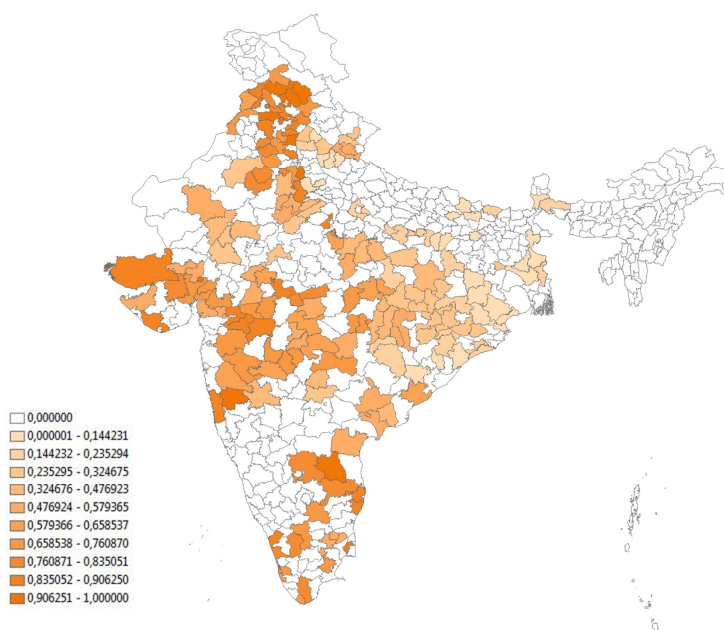 0,000000
0,000001 - 0,144231
0,144232 - 0,235294
0,235295 - 0,324675
0,324676 - 0,476923
0,476924 - 0,579365
0,579366 - 0,658537
0,658538 - 0,760870
0,760871 - 0,835051
0,835052 - 0,906250
0,906251 - 1,000000